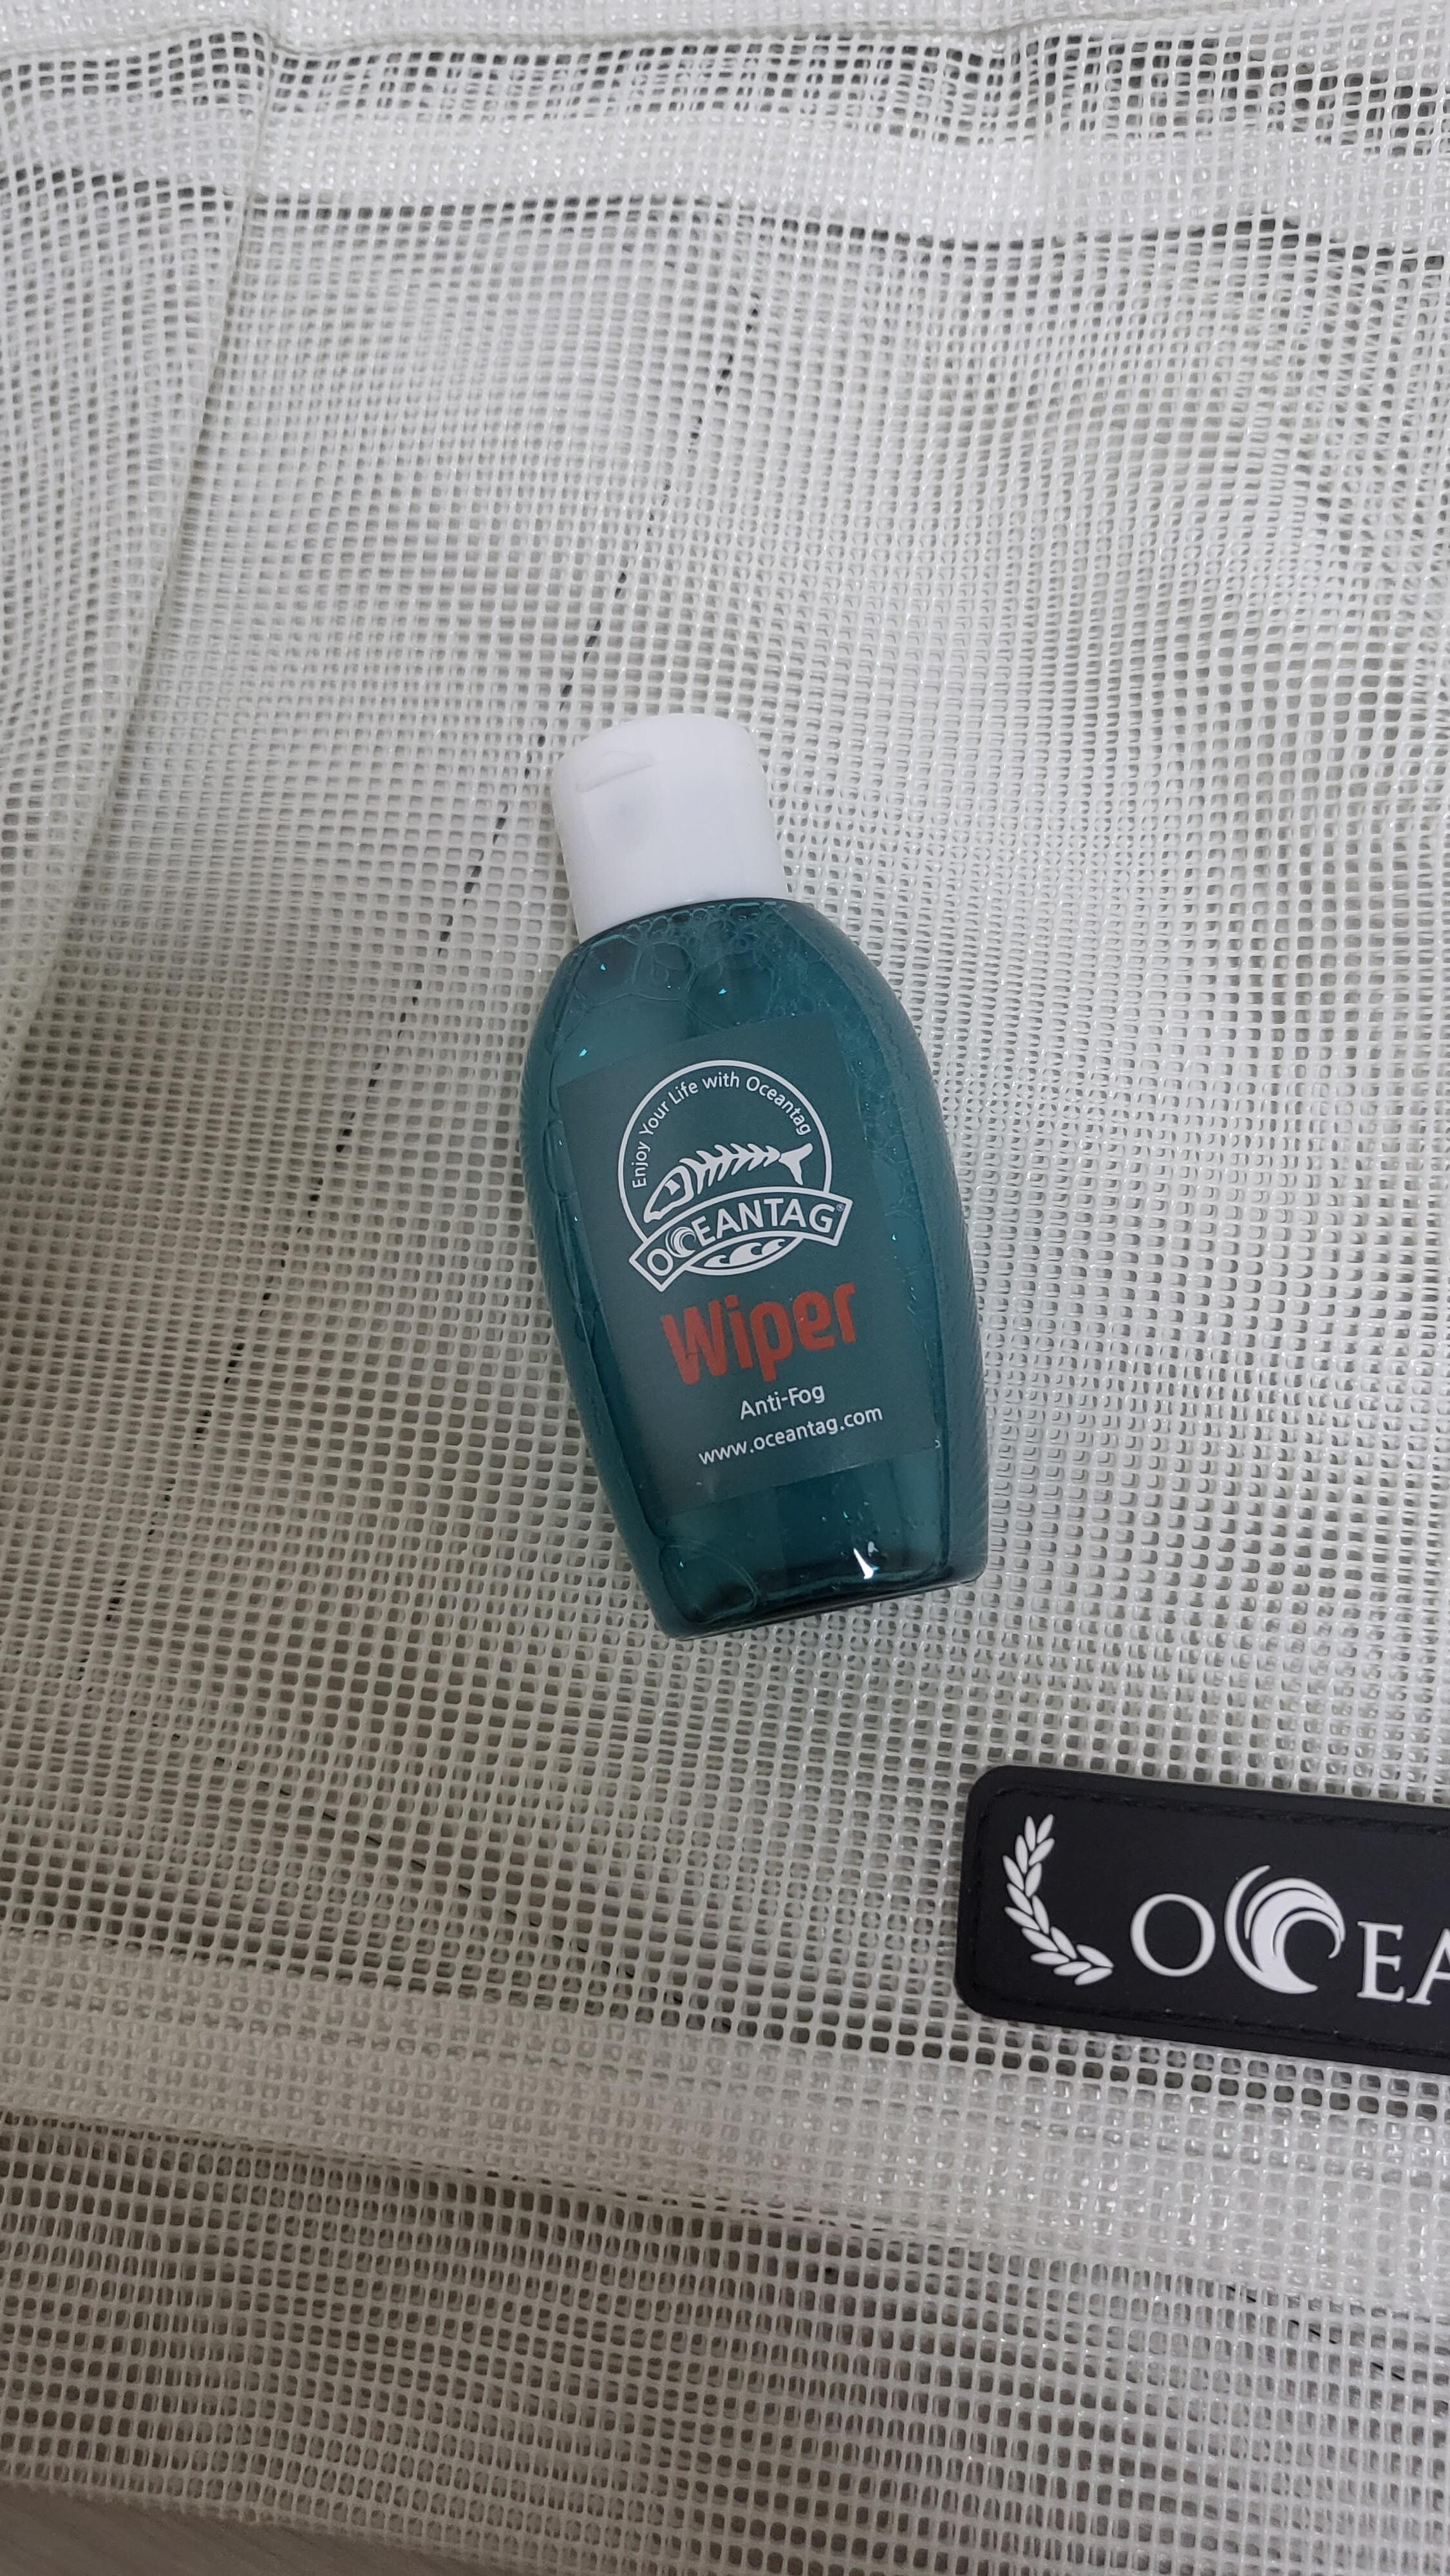 Enjoy Your Life with Oceantag
OCEANTAG®
Wiper
Anti-Fog
www.oceantag.com
OCEA